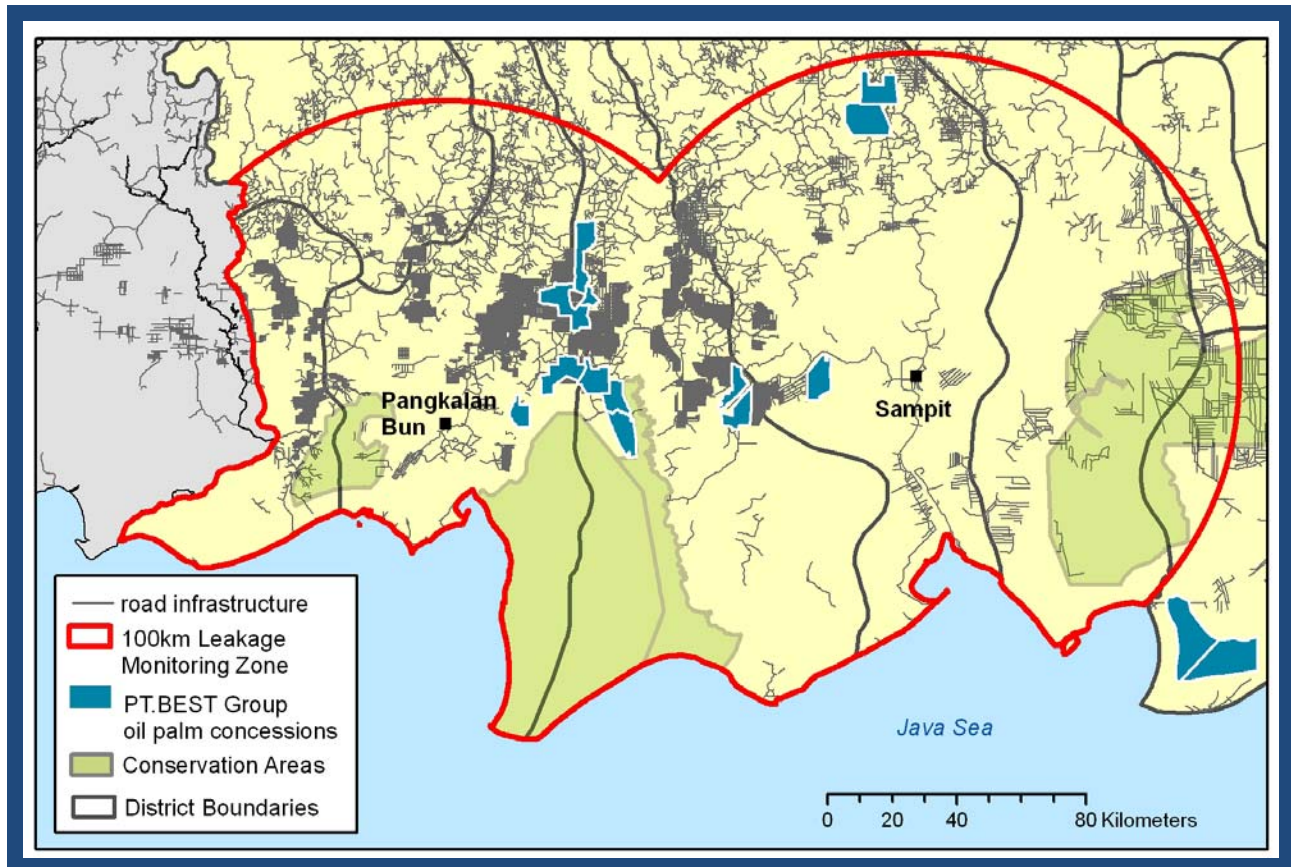 Pangkalan
Bun
Sampit
road infrastructure
100km Leakage
Monitoring Zone
PT.BEST Group
oil palm concessions
Conservation Areas
District Boundaries
Java Sea
0 20 40 80 Kilometers